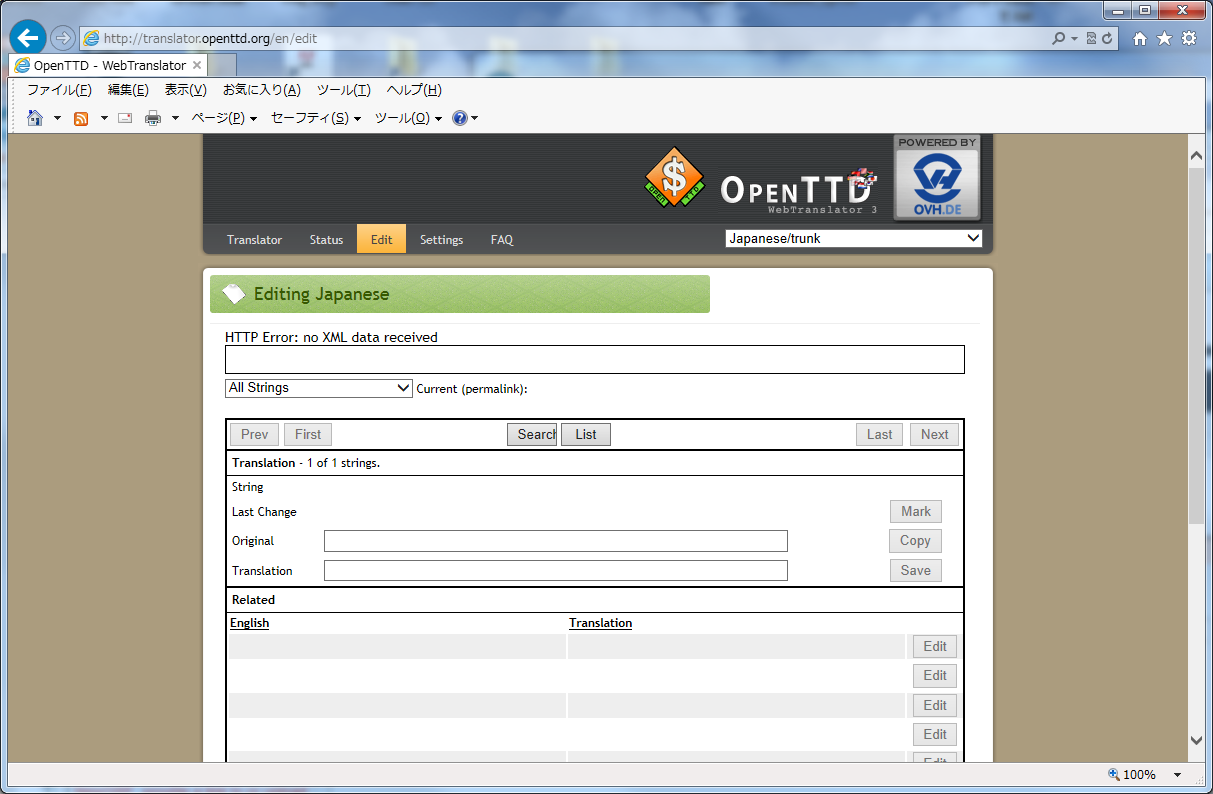 http://translator.openttd.org/en/edit
OpenTTD - WebTranslator
ファイル(F) 編集(E) 表示(V) お気に入り(A) ツール(T) ヘルプ(H)
ページ(P) セーフティ(S) ツール(O)
POWERED BY
OVH.DE
$
OPEN TTD
OPENTTD
WebTranslator 3
Translator Status Edit Settings FAQ Japanese/trunk
Editing Japanese
HTTP Error: no XML data received
All Strings Current (permalink):
Prev First Search List Last Next
Translation - 1 of 1 strings.
String
Last Change Mark
Original Copy
Translation Save
Related
English Translation
Edit
Edit
Edit
Edit
Edit
100%